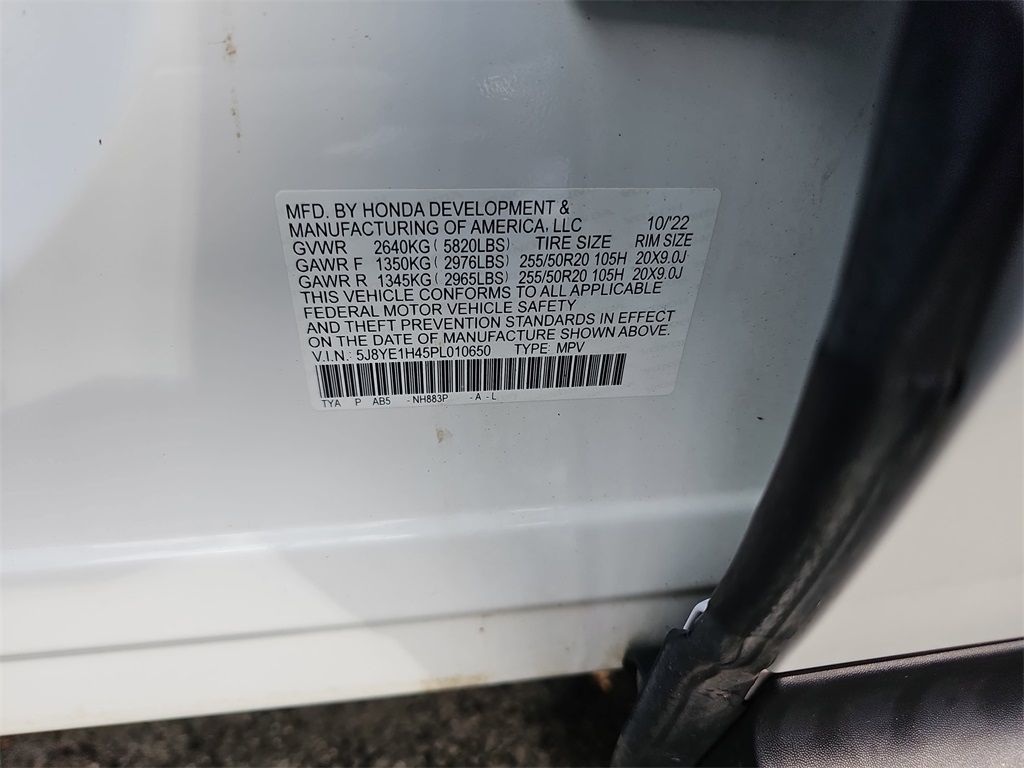 MFD. BY HONDA DEVELOPMENT &
MANUFACTURING OF AMERICA, LLC 10/'22
GVWR 2640KG ( 5820LBS) TIRE SIZE RIM SIZE
GAWR F 1350KG ( 2976LBS) 255/50R20 105H 20X9.0J
GAWR R 1345KG ( 2965LBS) 255/50R20 105H 20X9.0J
THIS VEHICLE CONFORMS TO ALL APPLICABLE
FEDERAL MOTOR VEHICLE SAFETY
AND THEFT PREVENTION STANDARDS IN EFFECT
ON THE DATE OF MANUFACTURE SHOWN ABOVE.
V.I.N.: 5J8YE1H45PL010650 TYPE: MPV
TYA P AB5 - NH883P - A - L